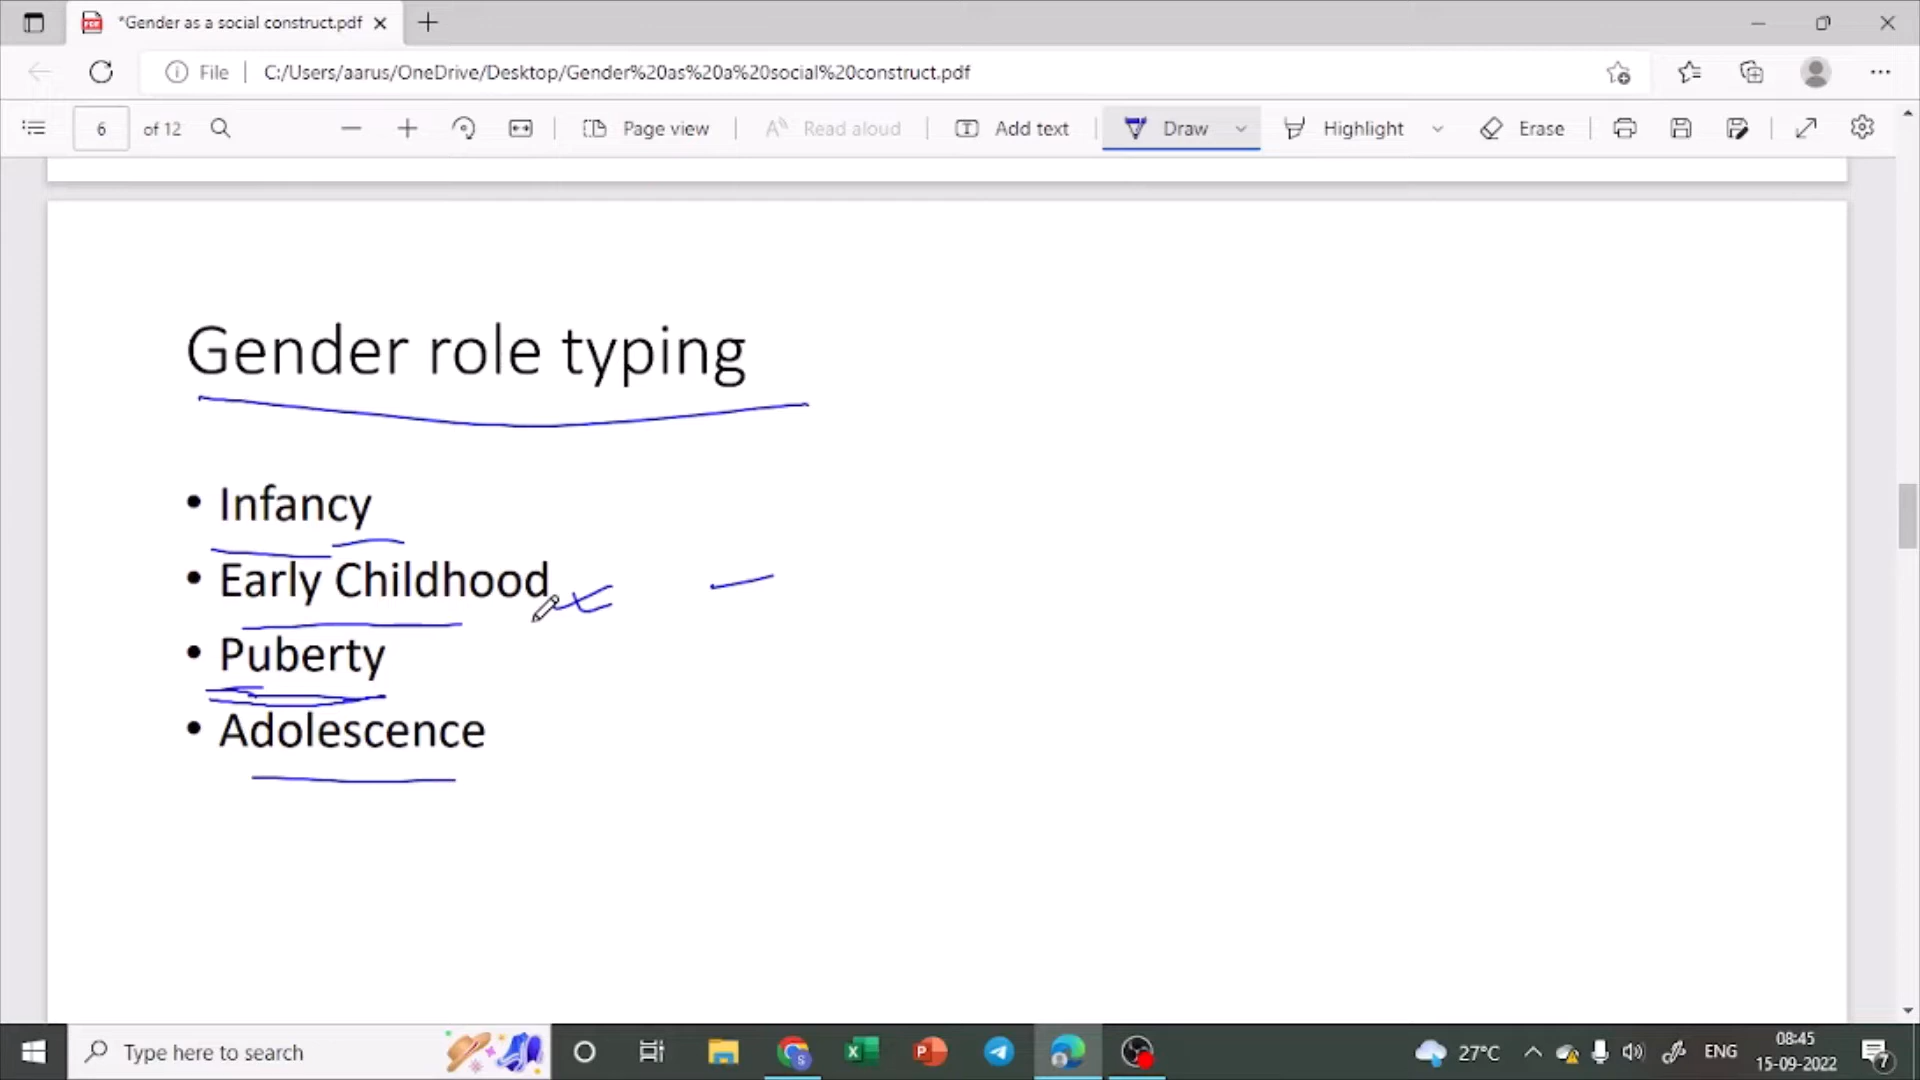 *Gender as a social construct.pdf
File
C:/Users/aarus/OneDrive/Desktop/Gender%20as%20a%20social%20construct.pdf
6 of 12
Page view
Read aloud
Add text
Draw
Highlight
Erase
Gender role typing
• Infancy
• Early Childhood
• Puberty
• Adolescence
Type here to search
27°C
ENG
08:45
15-09-2022
7